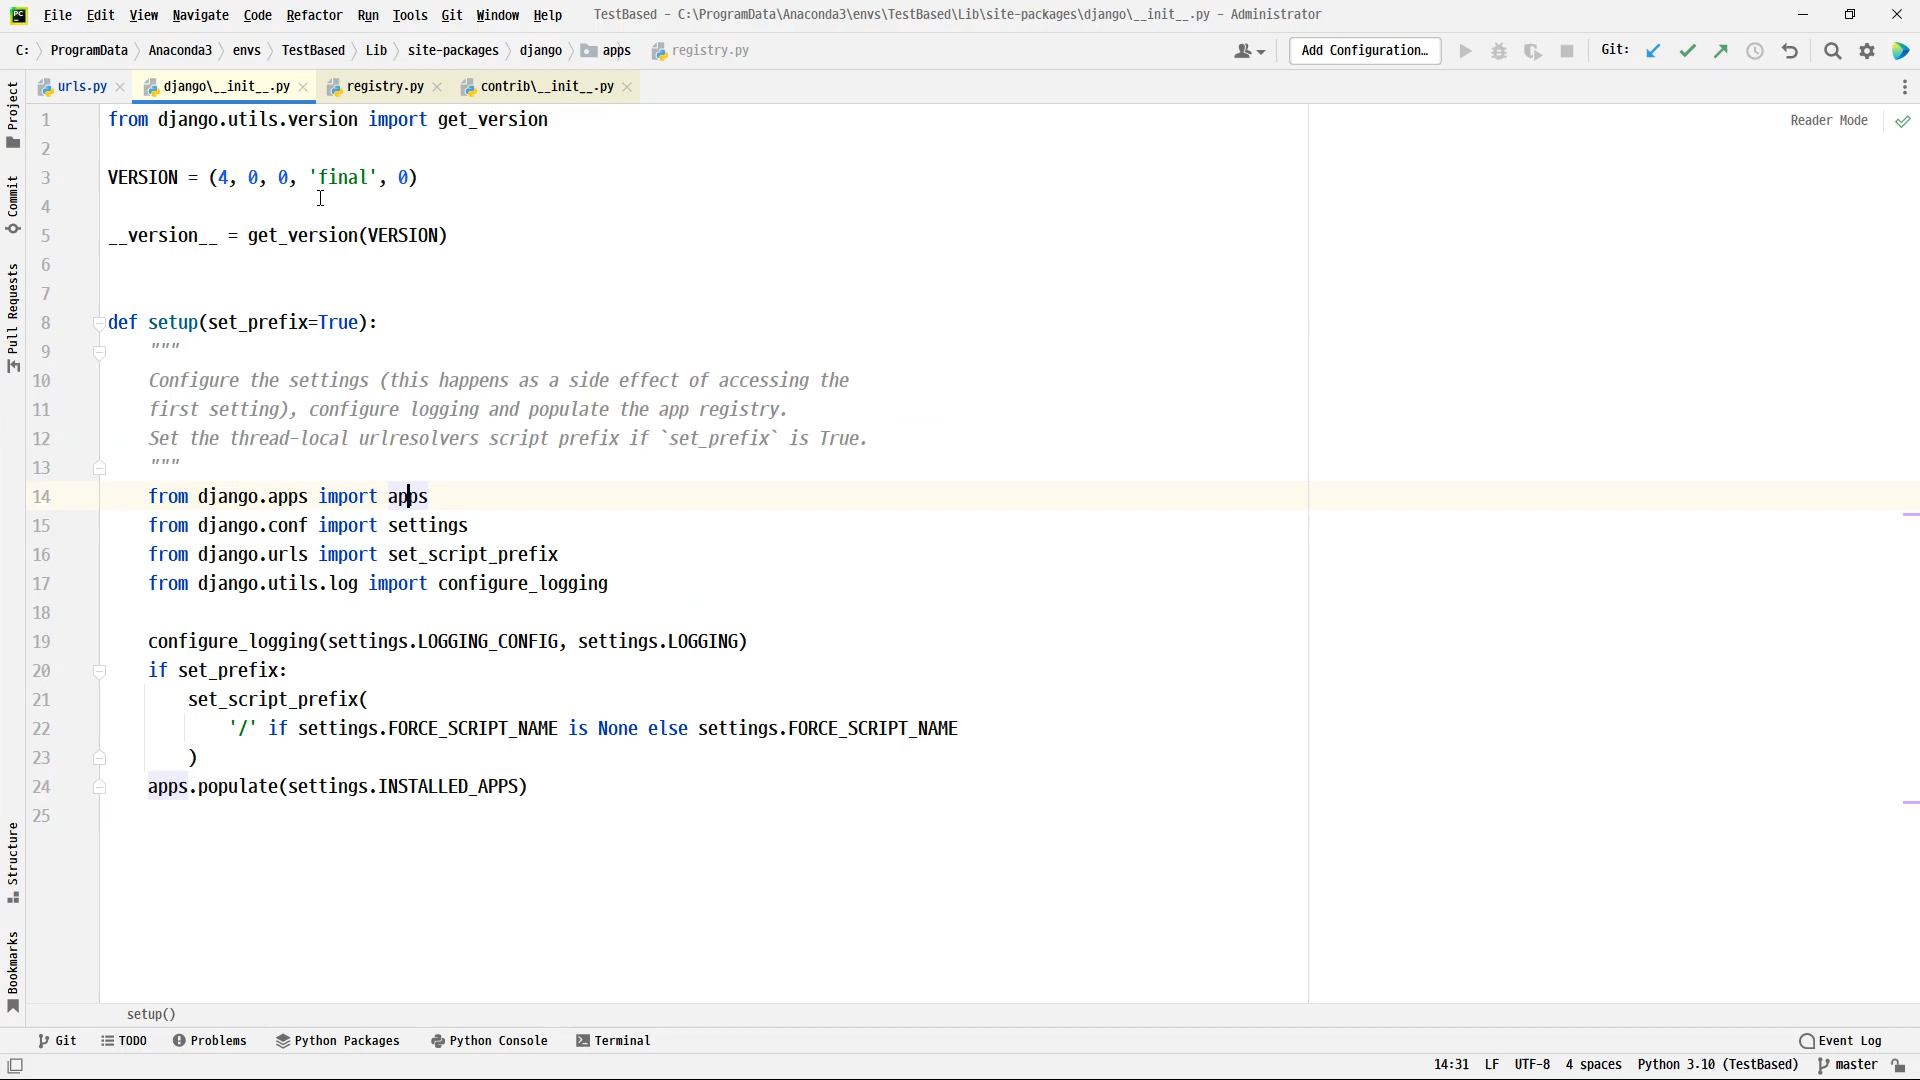 PC File Edit View Navigate Code Refactor Run Tools Git Window Help TestBased - C:\ProgramData\Anaconda3\envs\TestBased\Lib\site-packages\django\__init__.py - Administrator
C: ProgramData Anaconda3 envs TestBased Lib site-packages django apps registry.py Add Configuration... Git:
urls.py django\__init__.py registry.py contrib\__init__.py
Project
Commit
Pull Requests
Structure
Bookmarks
Reader Mode
1 from django.utils.version import get_version
2
3 VERSION = (4, 0, 0, 'final', 0)
4
5 __version__ = get_version(VERSION)
6
7
8 def setup(set_prefix=True):
9 """
10 Configure the settings (this happens as a side effect of accessing the
11 first setting), configure logging and populate the app registry.
12 Set the thread-local urlresolvers script prefix if `set_prefix` is True.
13 """
14 from django.apps import apps
15 from django.conf import settings
16 from django.urls import set_script_prefix
17 from django.utils.log import configure_logging
18
19 configure_logging(settings.LOGGING_CONFIG, settings.LOGGING)
20 if set_prefix:
21 set_script_prefix(
22 '/' if settings.FORCE_SCRIPT_NAME is None else settings.FORCE_SCRIPT_NAME
23 )
24 apps.populate(settings.INSTALLED_APPS)
25
setup()
Git TODO Problems Python Packages Python Console Terminal Event Log
14:31 LF UTF-8 4 spaces Python 3.10 (TestBased) master